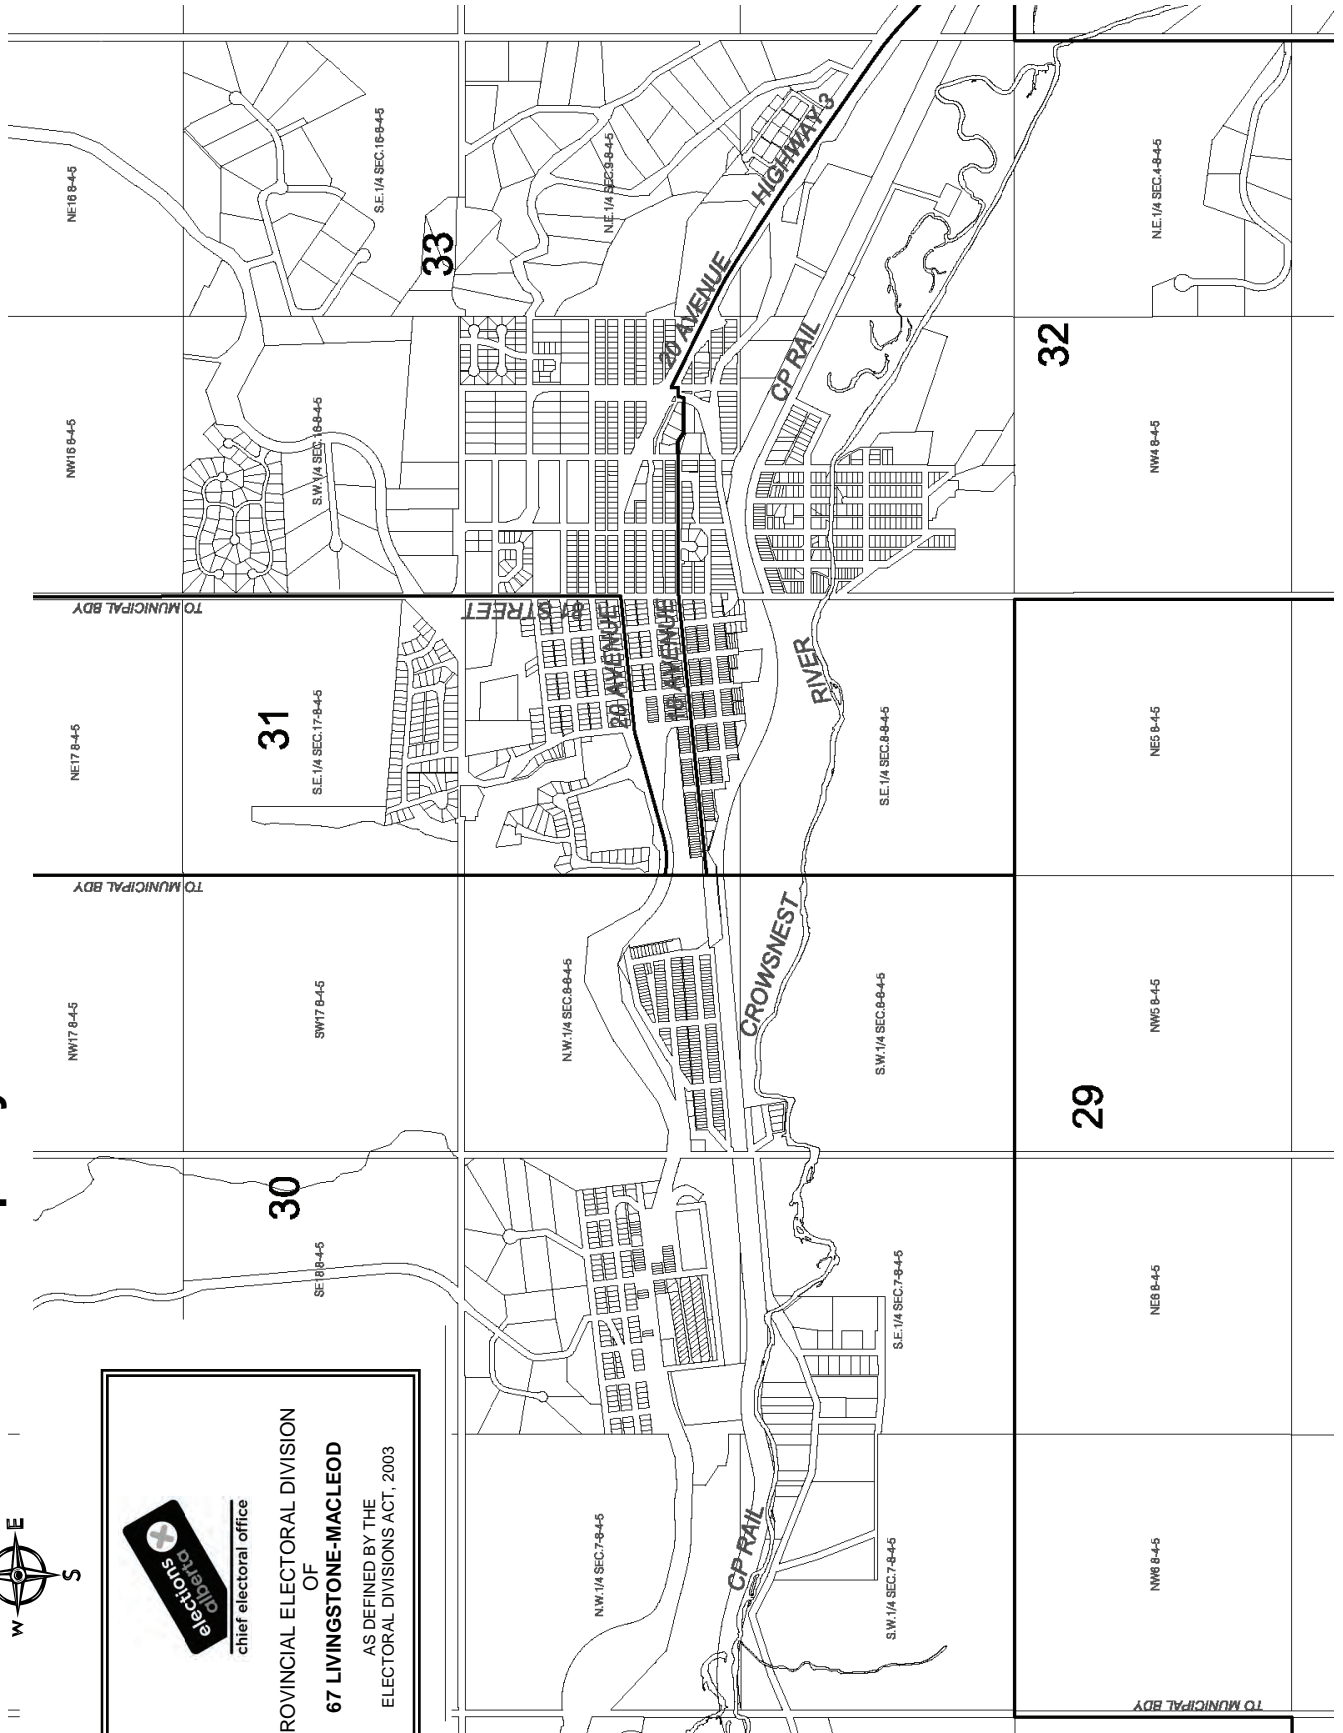 W
E
S
elections
alberta
chief electoral office
ROVINCIAL ELECTORAL DIVISION
OF
67 LIVINGSTONE-MACLEOD
AS DEFINED BY THE
ELECTORAL DIVISIONS ACT, 2003
NW17 8-4-5
TO MUNICIPAL BDY
NE17 8-4-5
TO MUNICIPAL BDY
NW16 8-4-5
NE16 8-4-5
30
SE18 8-4-5
SW17 8-4-5
31
S.E.1/4 SEC.17-8-4-5
S.W.1/4 SEC.16-8-4-5
S.E.1/4 SEC.16-8-4-5
33
81 STREET
N.W.1/4 SEC.7-8-4-5
N.W.1/4 SEC.8-8-4-5
N.E.1/4 SEC.9-8-4-5
20 AVENUE
18 AVENUE
20 AVENUE
HIGHWAY 3
CP RAIL
CROWSNEST
RIVER
CP RAIL
S.W.1/4 SEC.7-8-4-5
S.E.1/4 SEC.7-8-4-5
S.W.1/4 SEC.8-8-4-5
S.E.1/4 SEC.8-8-4-5
29
32
TO MUNICIPAL BDY
NW6 8-4-5
NE6 8-4-5
NW5 8-4-5
NE5 8-4-5
NW4 8-4-5
N.E.1/4 SEC.4-8-4-5